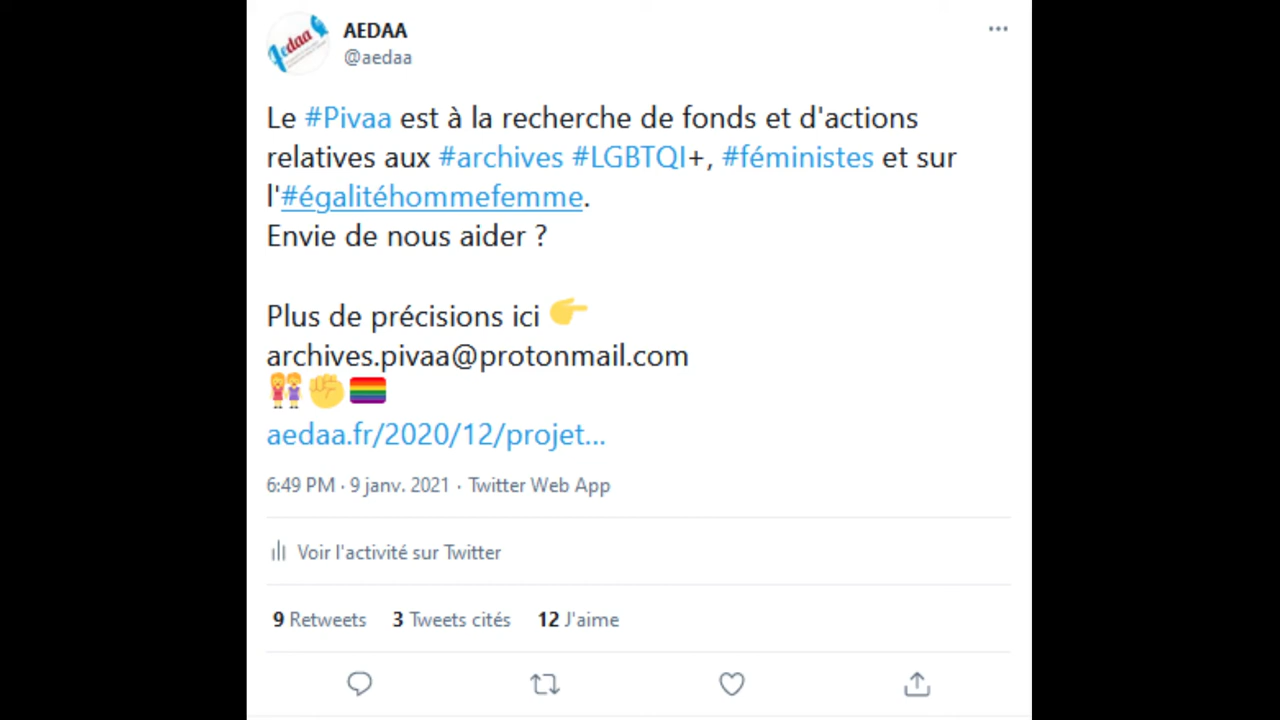 AEDAA
@aedaa
Aedaa
Le #Pivaa est à la recherche de fonds et d'actions
relatives aux #archives #LGBTQI+, #féministes et sur
l'#égalitéhommefemme.
Envie de nous aider ?
Plus de précisions ici 👉
archives.pivaa@protonmail.com
👭✊🏳️‍🌈
aedaa.fr/2020/12/projet...
6:49 PM · 9 janv. 2021 · Twitter Web App
Voir l'activité sur Twitter
9 Retweets 3 Tweets cités 12 J'aime